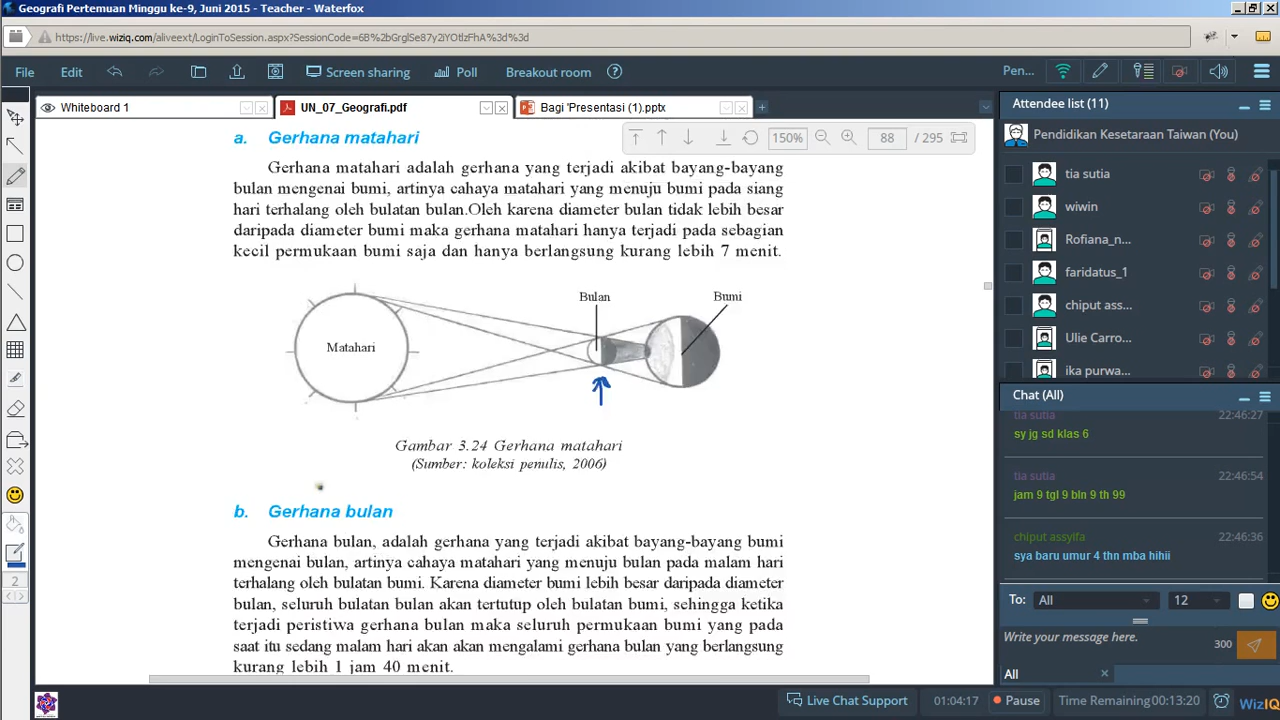 Geografi Pertemuan Minggu ke-9, Juni 2015 - Teacher - Waterfox
https://live.wiziq.com/aliveext/LoginToSession.aspx?SessionCode=6B%2bGrglSe87y2iYOtlzFhA%3d%3d
File Edit Screen sharing Poll Breakout room Pen...
Whiteboard 1 UN_07_Geografi.pdf Bagi 'Presentasi (1).pptx
150% 88 / 295
a. Gerhana matahari
Gerhana matahari adalah gerhana yang terjadi akibat bayang-bayang
bulan mengenai bumi, artinya cahaya matahari yang menuju bumi pada siang
hari terhalang oleh bulatan bulan.Oleh karena diameter bulan tidak lebih besar
daripada diameter bumi maka gerhana matahari hanya terjadi pada sebagian
kecil permukaan bumi saja dan hanya berlangsung kurang lebih 7 menit.
Bulan Bumi
Matahari
Gambar 3.24 Gerhana matahari
(Sumber: koleksi penulis, 2006)
b. Gerhana bulan
Gerhana bulan, adalah gerhana yang terjadi akibat bayang-bayang bumi
mengenai bulan, artinya cahaya matahari yang menuju bulan pada malam hari
terhalang oleh bulatan bumi. Karena diameter bumi lebih besar daripada diameter
bulan, seluruh bulatan bulan akan tertutup oleh bulatan bumi, sehingga ketika
terjadi peristiwa gerhana bulan maka seluruh permukaan bumi yang pada
saat itu sedang malam hari akan akan mengalami gerhana bulan yang berlangsung
kurang lebih 1 jam 40 menit.
2
Attendee list (11)
Pendidikan Kesetaraan Taiwan (You)
tia sutia
wiwin
Rofiana_n...
faridatus_1
chiput ass...
Ulie Carro...
ika purwa...
Chat (All)
tia sutia 22:46:27
sy jg sd klas 6
tia sutia 22:46:54
jam 9 tgl 9 bln 9 th 99
chiput assyifa 22:46:36
sya baru umur 4 thn mba hihii
To: All 12
Write your message here. 300
All
Live Chat Support 01:04:17 Pause Time Remaining 00:13:20 WizIQ